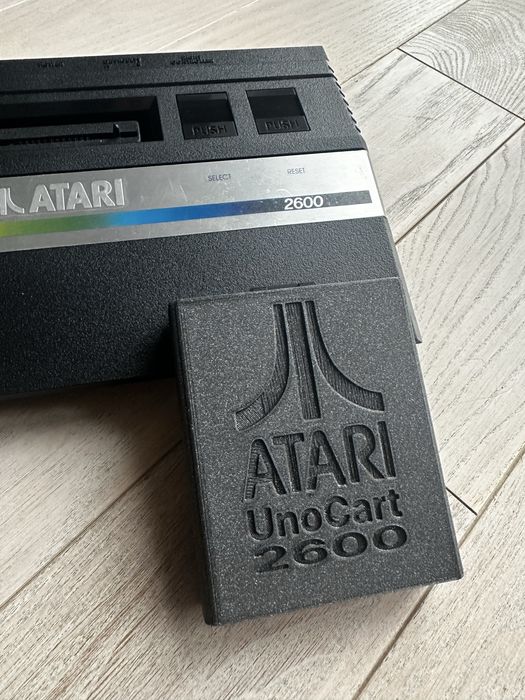 PUSH PUSH
SELECT RESET
ATARI
2600
ATARI
UnoCart
2600